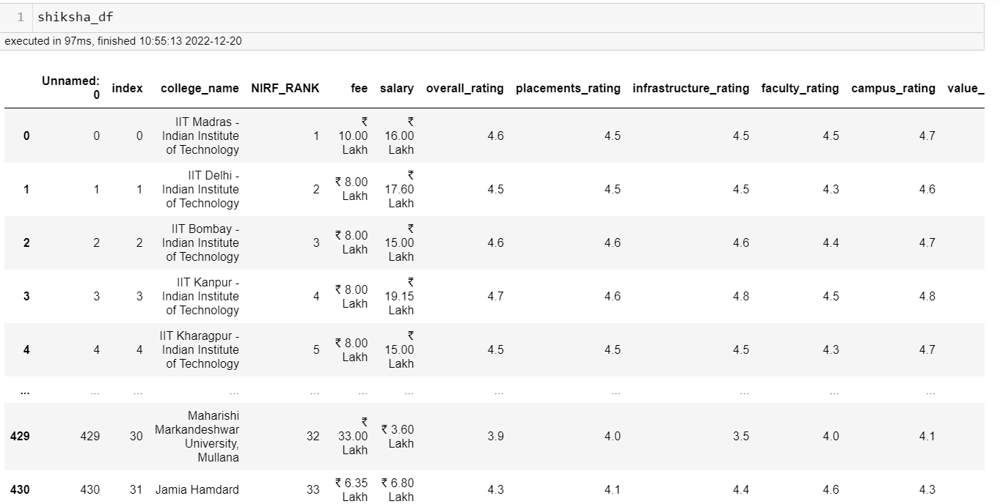 1 shiksha_df
executed in 97ms, finished 10:55:13 2022-12-20
Unnamed: 0 index college_name NIRF_RANK fee salary overall_rating placements_rating infrastructure_rating faculty_rating campus_rating value_
0 0 0 IIT Madras - Indian Institute of Technology 1 ₹ 10.00 Lakh ₹ 16.00 Lakh 4.6 4.5 4.5 4.5 4.7
1 1 1 IIT Delhi - Indian Institute of Technology 2 ₹ 8.00 Lakh ₹ 17.60 Lakh 4.5 4.5 4.5 4.3 4.6
2 2 2 IIT Bombay - Indian Institute of Technology 3 ₹ 8.00 Lakh ₹ 15.00 Lakh 4.6 4.6 4.6 4.4 4.7
3 3 3 IIT Kanpur - Indian Institute of Technology 4 ₹ 8.00 Lakh ₹ 19.15 Lakh 4.7 4.6 4.8 4.5 4.8
4 4 4 IIT Kharagpur - Indian Institute of Technology 5 ₹ 8.00 Lakh ₹ 15.00 Lakh 4.5 4.5 4.5 4.3 4.7
... ... ... ... ... ... ... ... ... ... ... ...
429 429 30 Maharishi Markandeshwar University, Mullana 32 ₹ 33.00 Lakh ₹ 3.60 Lakh 3.9 4.0 3.5 4.0 4.1
430 430 31 Jamia Hamdard 33 ₹ 6.35 Lakh ₹ 6.80 Lakh 4.3 4.1 4.4 4.6 4.3